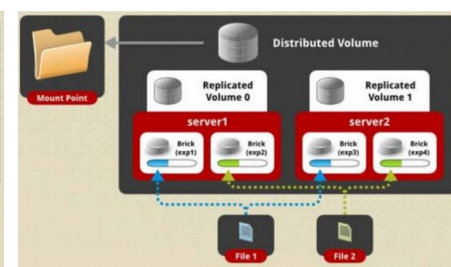 Distributed Volume
Mount Point
Replicated
Volume 0
Replicated
Volume 1
server1
server2
Brick
(exp1)
Brick
(exp2)
Brick
(exp3)
Brick
(exp4)
File 1
File 2